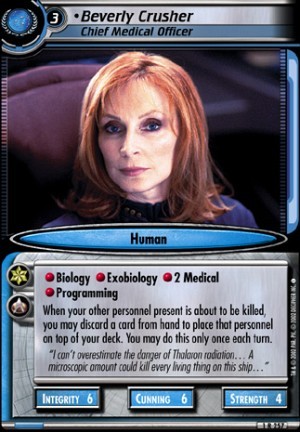 3
•Beverly Crusher
Chief Medical Officer
Human
Biology Exobiology 2 Medical
Programming
When your other personnel present is about to be killed,
you may discard a card from hand to place that personnel
on top of your deck. You may do this only once each turn.
"I can't overestimate the danger of Thalaron radiation... A
microscopic amount could kill every living thing on this ship..."
INTEGRITY 6 CUNNING 6 STRENGTH 4